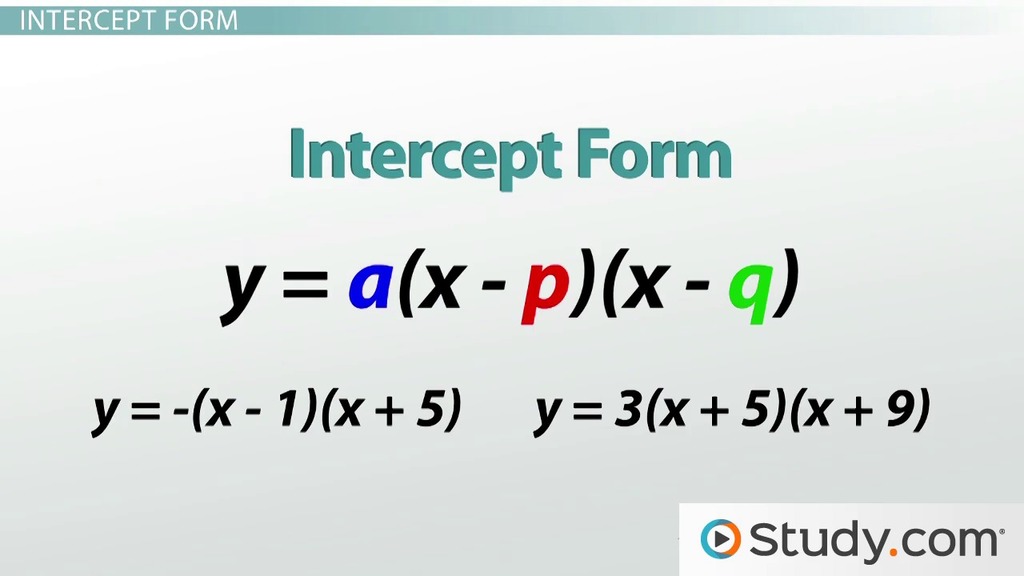 INTERCEPT FORM
Intercept Form
y = a(x - p)(x - q)
y = -(x - 1)(x + 5) y = 3(x + 5)(x + 9)
Study.com®